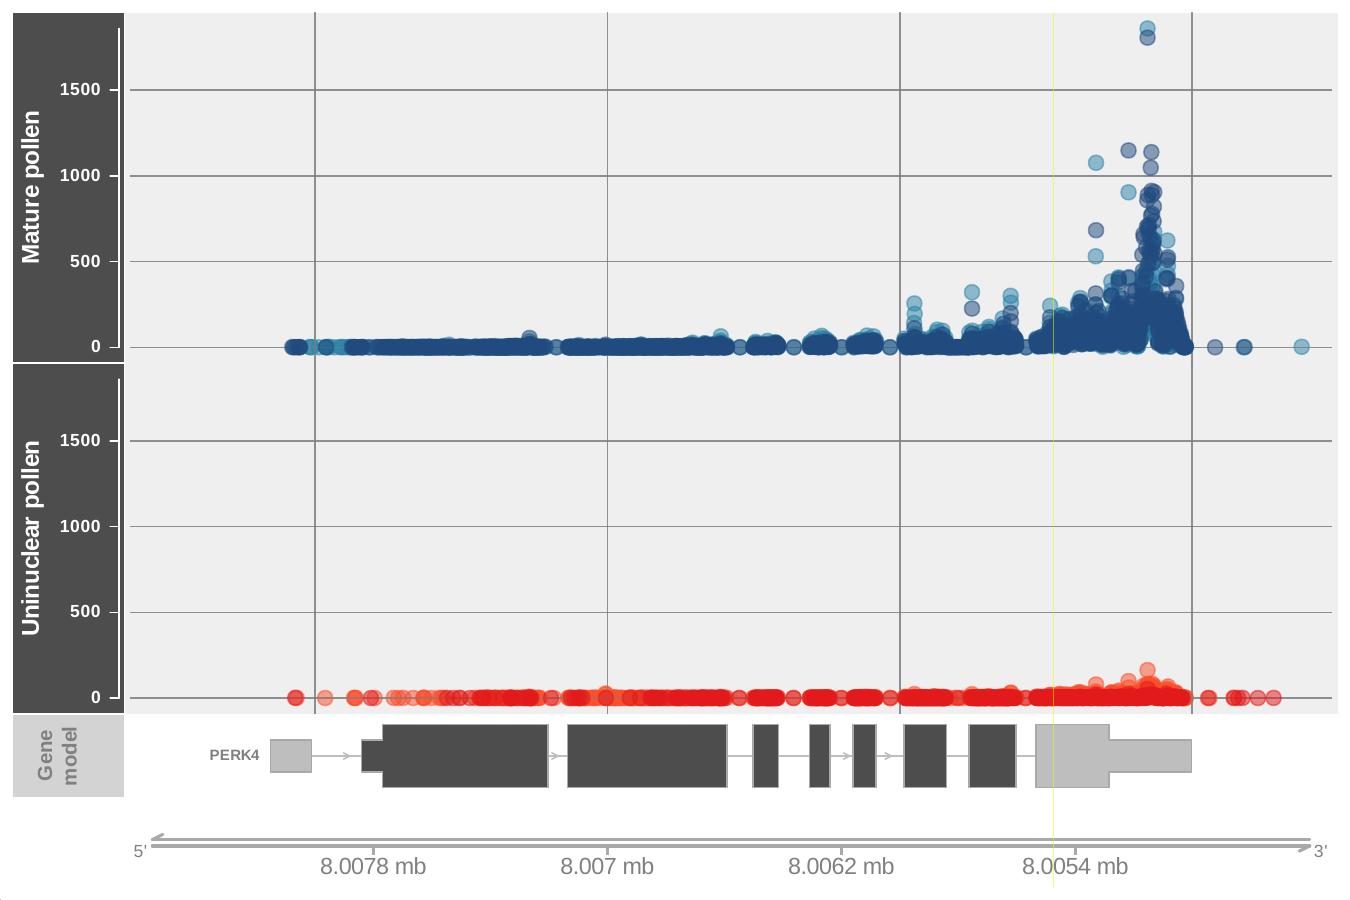 Mature pollen
1500
1000
500
0
Uninuclear pollen
1500
1000
500
0
Gene
model
PERK4
5'
3'
8.0078 mb
8.007 mb
8.0062 mb
8.0054 mb